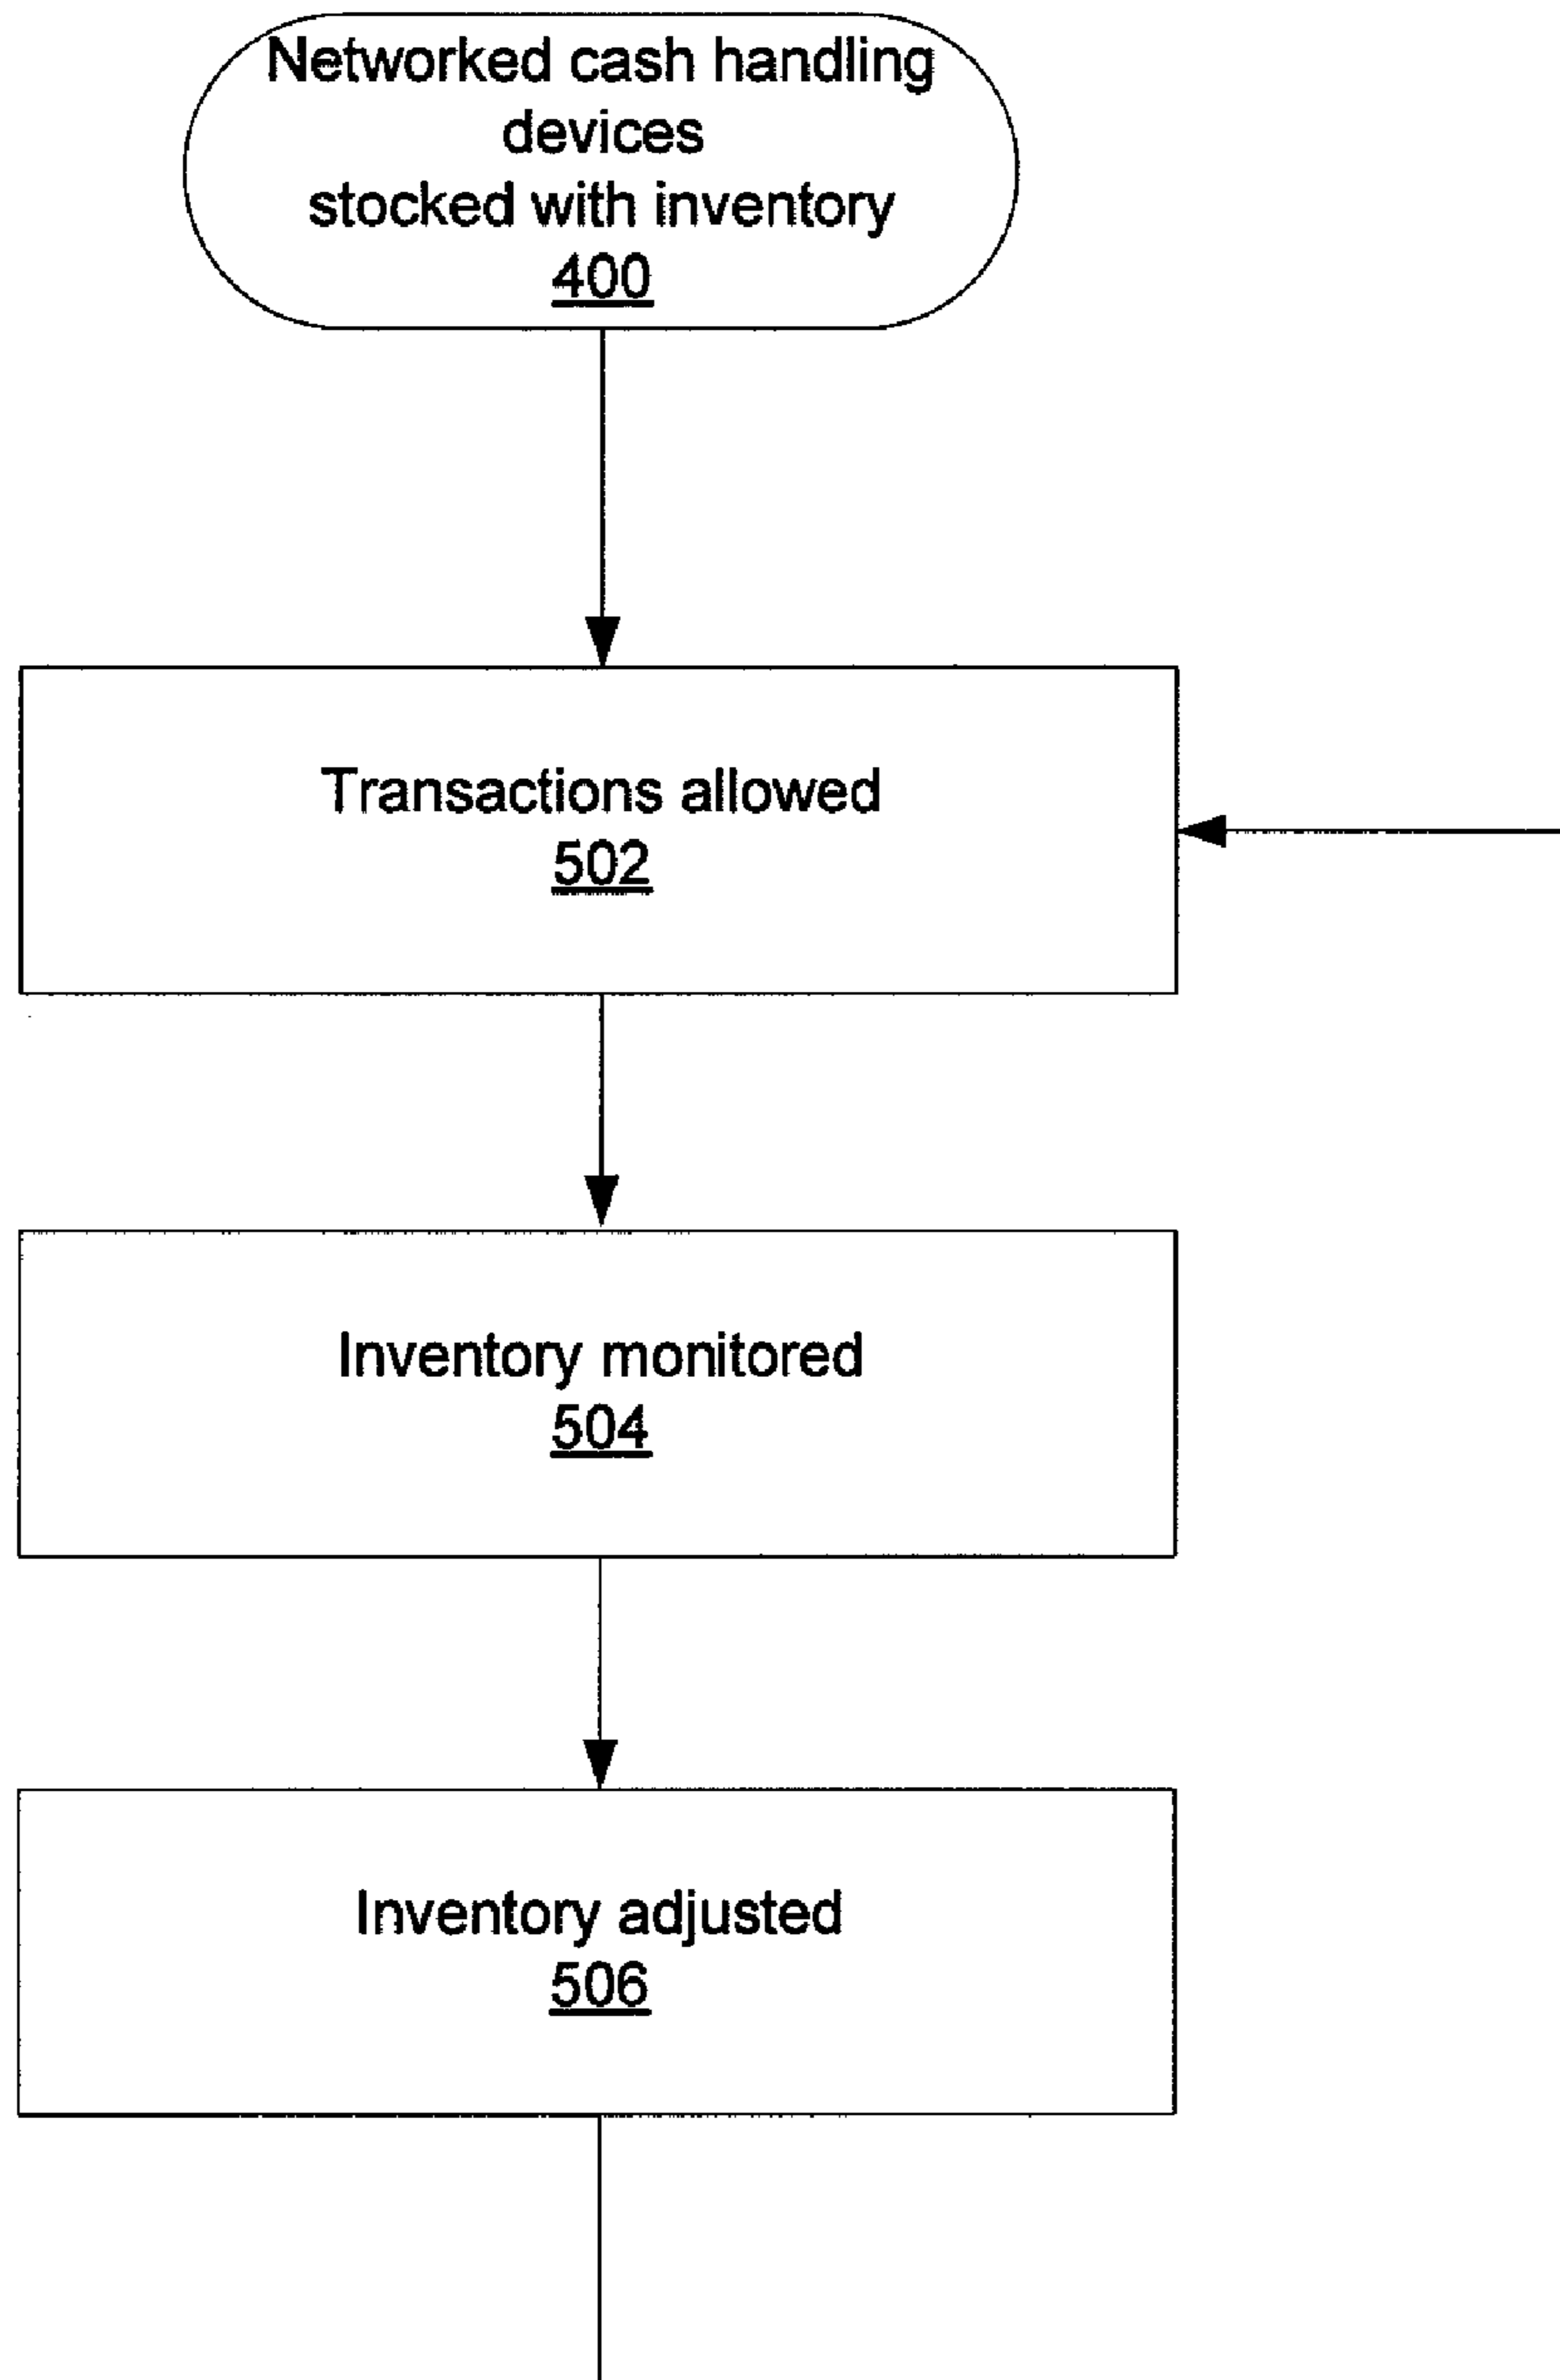 Networked cash handling
devices
stocked with inventory
400
Transactions allowed
502
Inventory monitored
504
Inventory adjusted
506